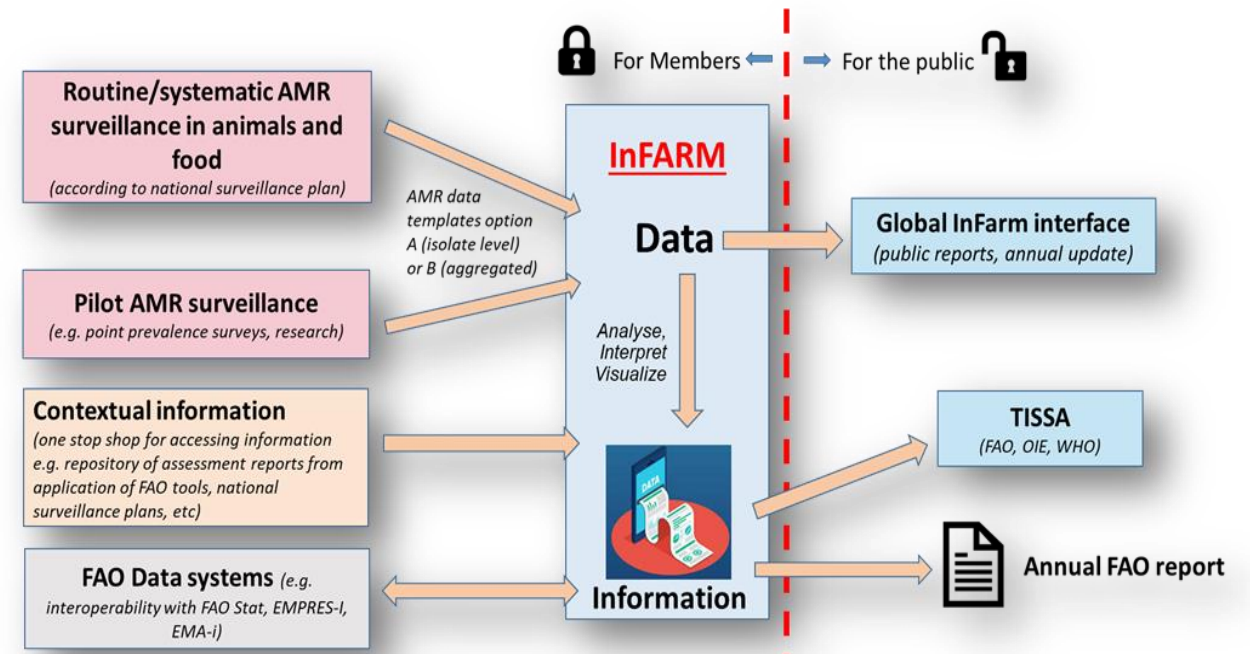 For Members
For the public
Routine/systematic AMR
surveillance in animals and
food
(according to national surveillance plan)
AMR data
templates option
A (isolate level)
or B (aggregated)
Pilot AMR surveillance
(e.g. point prevalence surveys, research)
Contextual information
(one stop shop for accessing information
e.g. repository of assessment reports from
application of FAO tools, national
surveillance plans, etc)
FAO Data systems (e.g.
interoperability with FAO Stat, EMPRES-I,
EMA-i)
InFARM
Data
Analyse,
Interpret
Visualize
DATA
Information
Global InFarm interface
(public reports, annual update)
TISSA
(FAO, OIE, WHO)
Annual FAO report